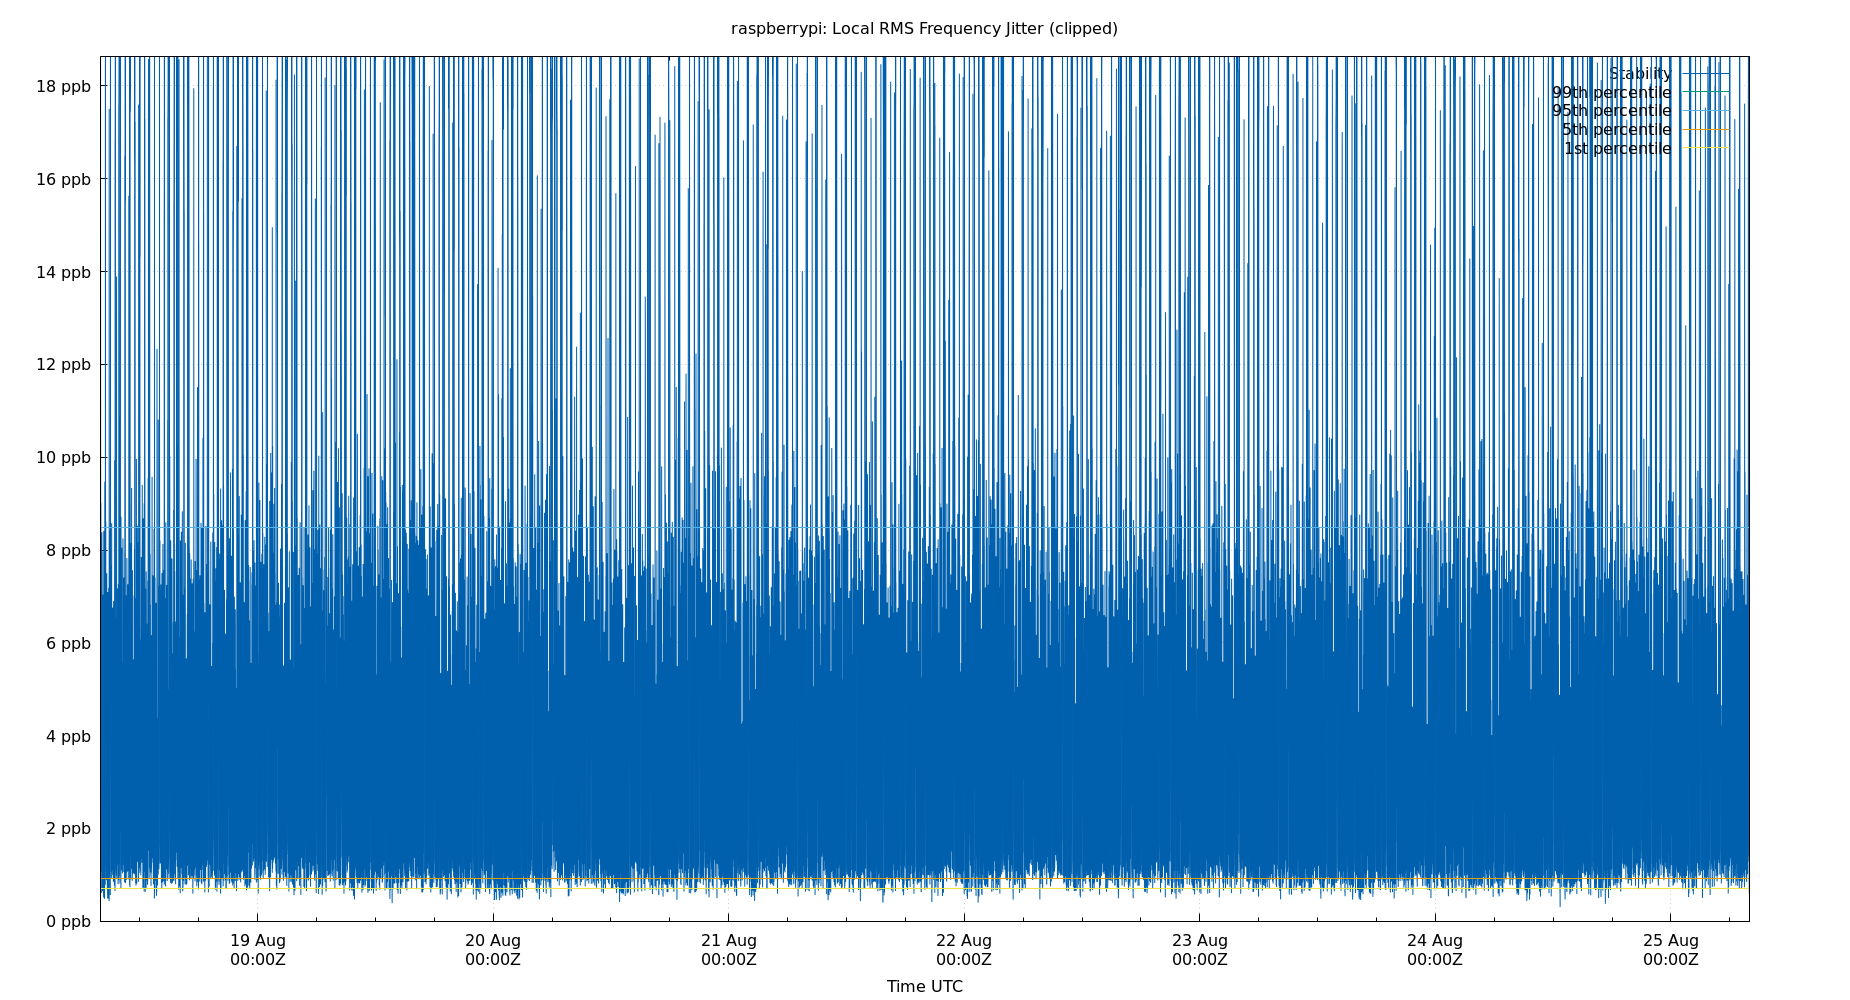 raspberrypi: Local RMS Frequency Jitter (clipped)
Stability
99th percentile
95th percentile
5th percentile
1st percentile
18 ppb
16 ppb
14 ppb
12 ppb
10 ppb
8 ppb
6 ppb
4 ppb
2 ppb
0 ppb
19 Aug 20 Aug 21 Aug 22 Aug 23 Aug 24 Aug 25 Aug
00:00Z 00:00Z 00:00Z 00:00Z 00:00Z 00:00Z 00:00Z
Time UTC